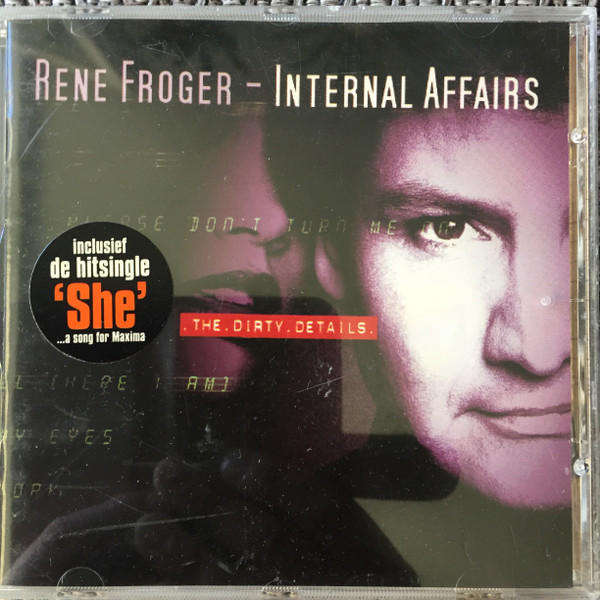 RENE FROGER – INTERNAL AFFAIRS
DON'T TURN ME ON
inclusief
de hitsingle
'She'
...a song for Maxima
.THE.DIRTY.DETAILS.
HERE I AM]
EYES